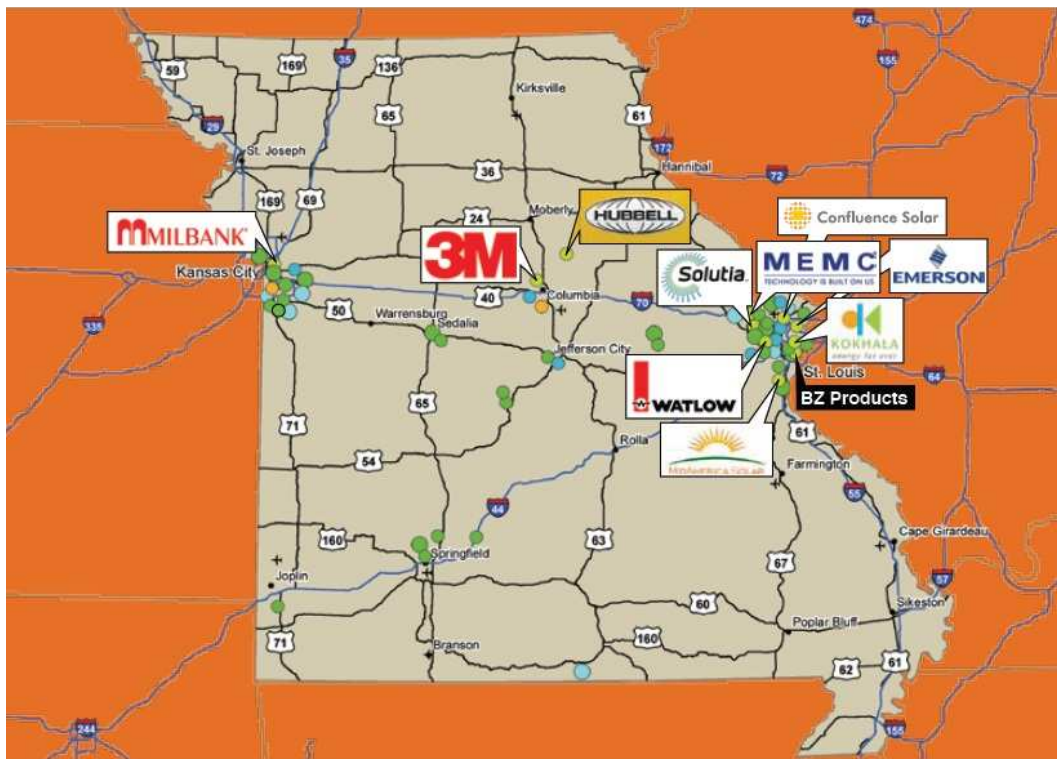 474
155
59
169
35
136
65
Kirksville
61
29
172
St. Joseph
Hannibal
36
72
169
69
24
Moberly
HUBBELL
Confluence Solar
MILBANK®
3M
Solutia
MEMC
TECHNOLOGY IS BUILT ON US
EMERSON
Kansas City
40
Columbia
70
KOKHALA
energy for ever
335
50
Warrensburg
Sedalia
Jefferson City
St. Louis
64
WATLOW
BZ Products
65
71
61
Rolla
MIDAMERICA SOLAR
54
Farmington
55
44
160
63
Cape Girardeau
Springfield
67
57
Joplin
60
Sikeston
71
Branson
160
Poplar Bluff
62
61
244
155